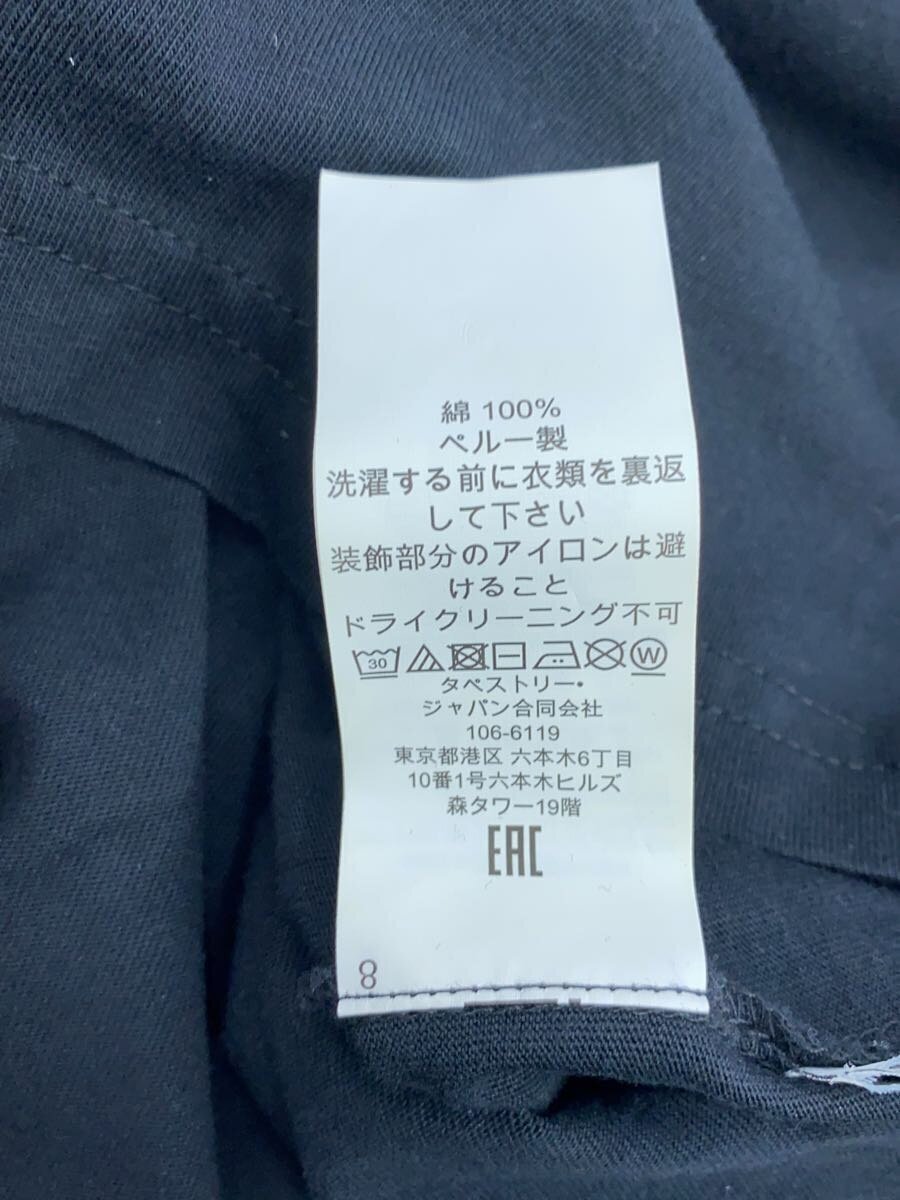 綿 100%
ペルー製
洗濯する前に衣類を裏返
して下さい
装飾部分のアイロンは避
けること
ドライクリーニング不可
30 W
タペストリー・
ジャパン合同会社
106-6119
東京都港区 六本木6丁目
10番1号六本木ヒルズ
森タワー19階
EAC
8